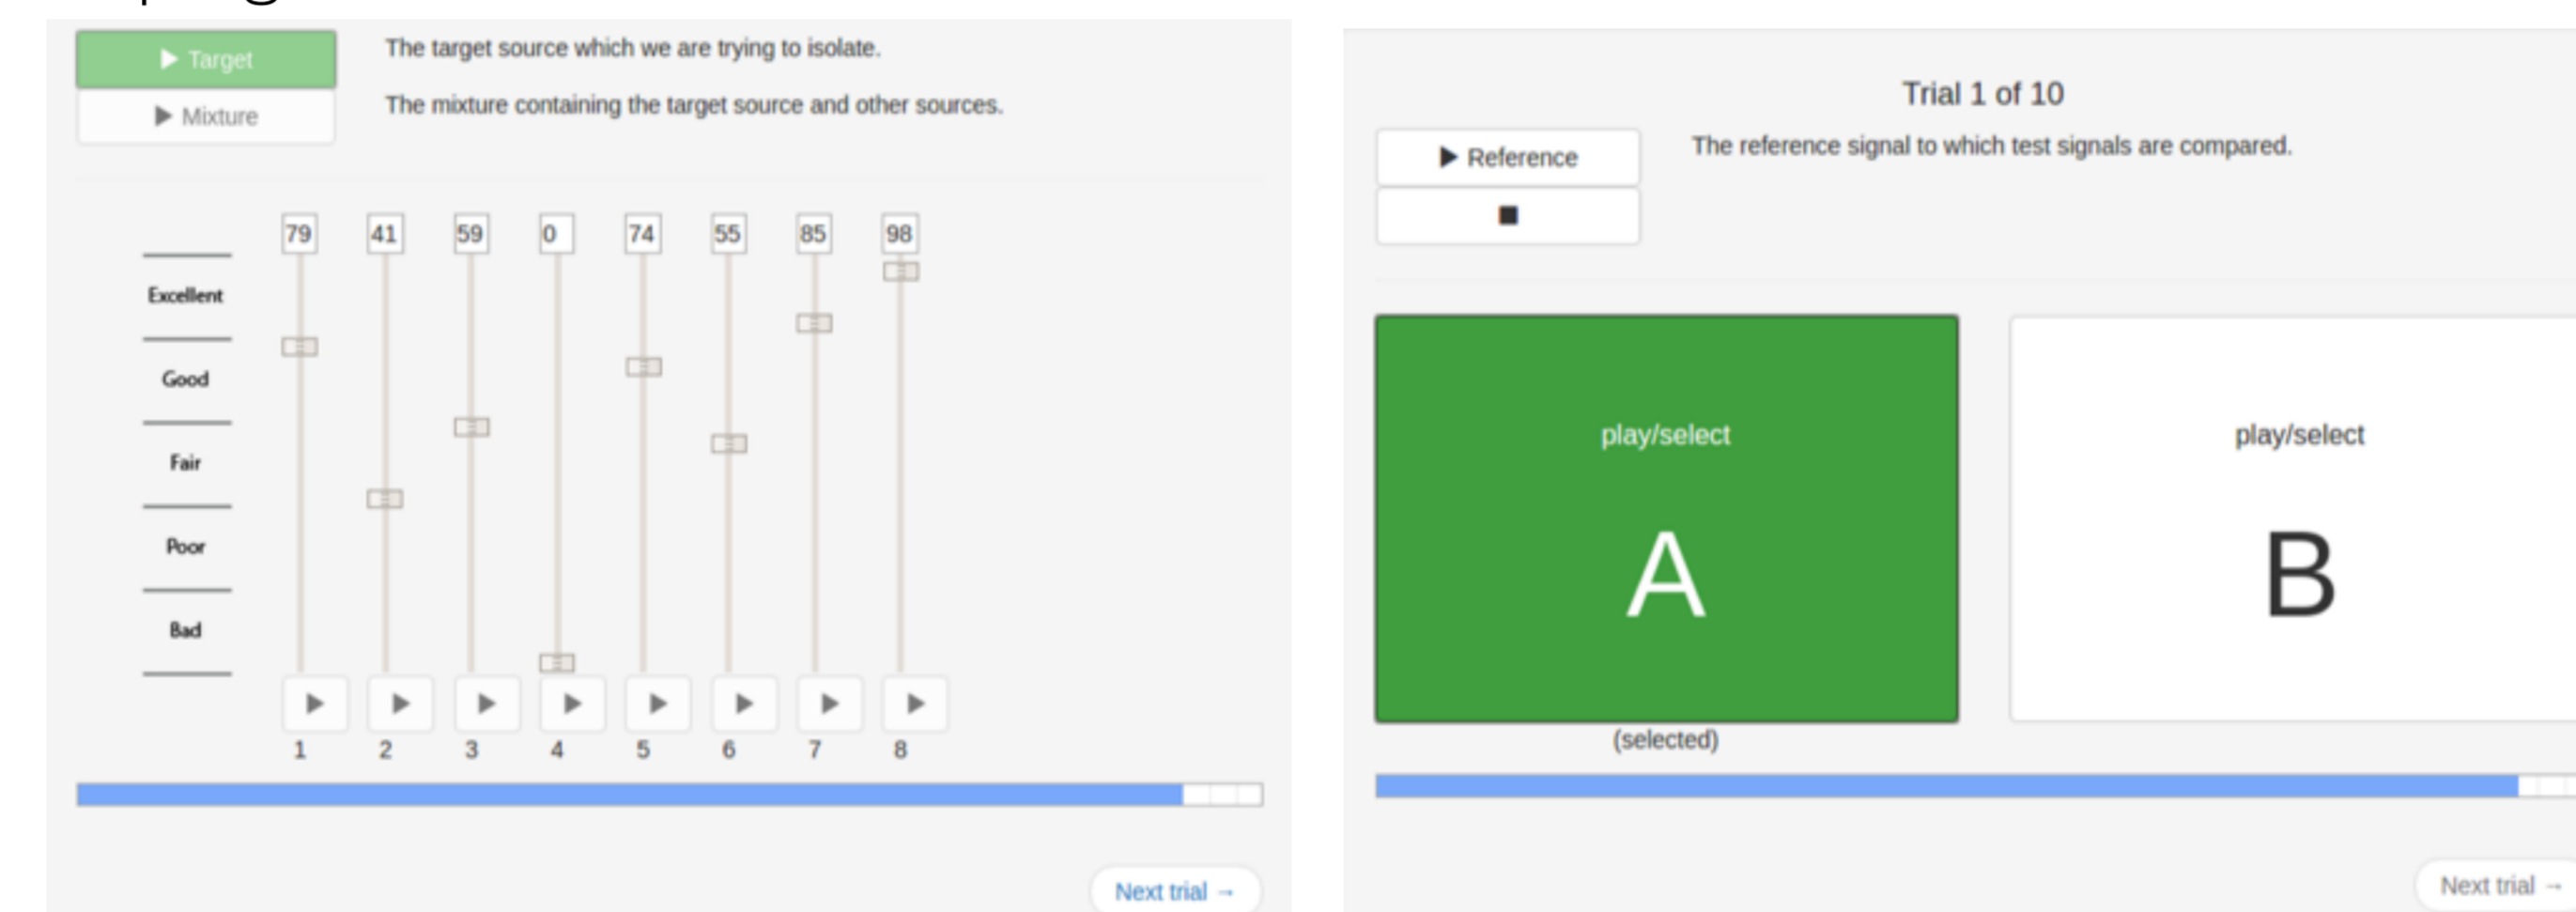 Target
The target source which we are trying to isolate.
Mixture
The mixture containing the target source and other sources.
79 41 59 0 74 55 85 98
Excellent
Good
Fair
Poor
Bad
1 2 3 4 5 6 7 8
Next trial →
Trial 1 of 10
Reference
The reference signal to which test signals are compared.
play/select
A
(selected)
play/select
B
Next trial →